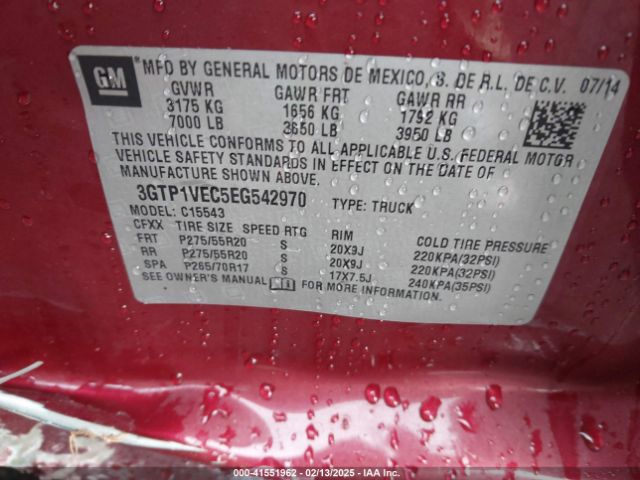 GM
*MFD BY GENERAL MOTORS DE MEXICO, S. DE R.L. DE C.V. 07/14
GVWR GAWR FRT GAWR RR
3175 KG 1656 KG 1792 KG
7000 LB 3650 LB 3950 LB
THIS VEHICLE CONFORMS TO ALL APPLICABLE U.S. FEDERAL MOTOR
VEHICLE SAFETY STANDARDS IN EFFECT ON THE DATE OF
MANUFACTURE SHOWN ABOVE.
3GTP1VEC5EG542970 TYPE: TRUCK
MODEL: C15543
CFXX TIRE SIZE SPEED RTG RIM COLD TIRE PRESSURE
FRT P275/55R20 S 20X9J 220KPA(32PSI)
RR P275/55R20 S 20X9J 220KPA(32PSI)
SPA P265/70R17 S 17X7.5J 240KPA(35PSI)
SEE OWNER'S MANUAL FOR MORE INFORMATION.
000-41551962 - 02/13/2025 - IAA Inc.